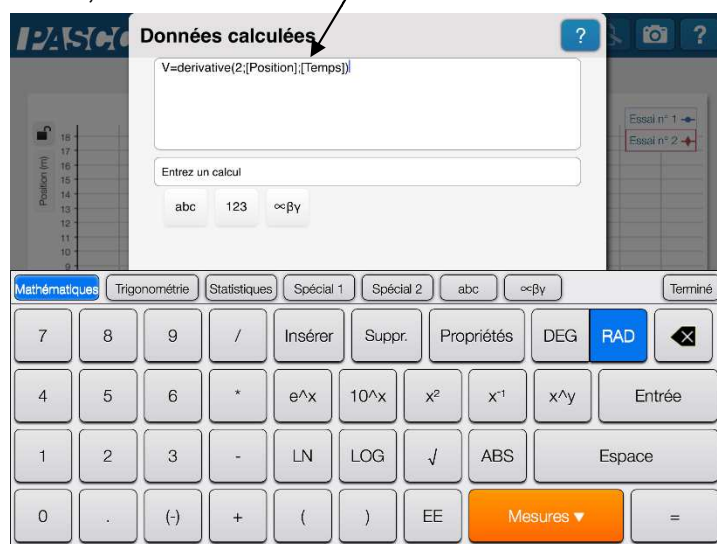 PASCO
Données calculées
?
?
V=derivative(2;[Position];[Temps])
Entrez un calcul
abc 123 ∝βγ
Essai n° 1
Essai n° 2
Position (m)
18
17
16
15
14
13
12
11
10
9
Mathématiques Trigonométrie Statistiques Spécial 1 Spécial 2 abc ∝βγ Terminé
7 8 9 / Insérer Suppr. Propriétés DEG RAD
4 5 6 * e^x 10^x x² x⁻¹ x^y Entrée
1 2 3 - LN LOG √ ABS Espace
0 . (-) + ( ) EE Mesures ▼ =